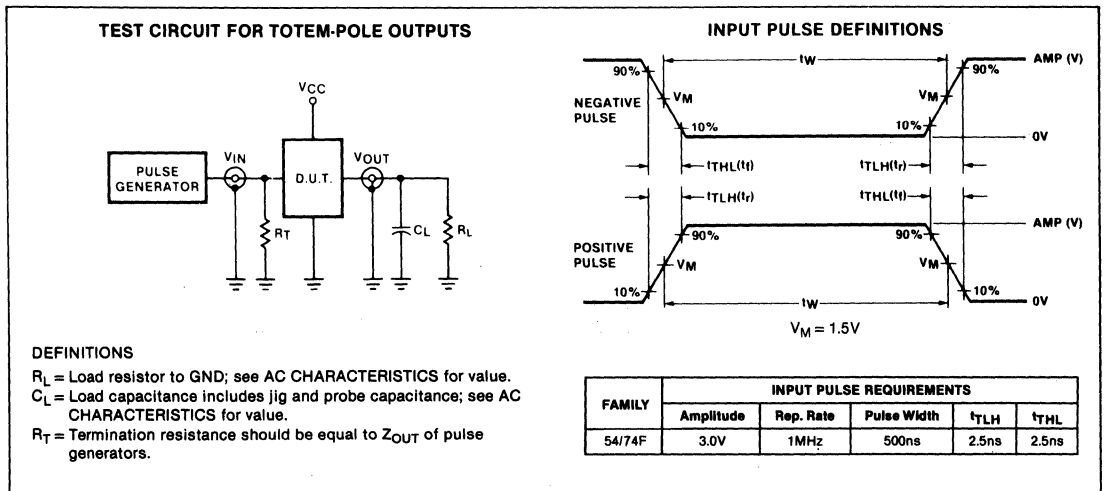 TEST CIRCUIT FOR TOTEM-POLE OUTPUTS
VCC
PULSE
GENERATOR
VIN
D.U.T.
VOUT
RT
CL
RL
DEFINITIONS
RL = Load resistor to GND; see AC CHARACTERISTICS for value.
CL = Load capacitance includes jig and probe capacitance; see AC
CHARACTERISTICS for value.
RT = Termination resistance should be equal to ZOUT of pulse
generators.
INPUT PULSE DEFINITIONS
tW
AMP (V)
90%
90%
NEGATIVE
PULSE
VM
VM
10%
10%
0V
tTHL(tf)
tTLH(tr)
tTLH(tr)
tTHL(tf)
AMP (V)
90%
90%
POSITIVE
PULSE
VM
VM
10%
10%
tW
0V
VM = 1.5V
FAMILY
INPUT PULSE REQUIREMENTS
Amplitude Rep. Rate Pulse Width tTLH tTHL
54/74F 3.0V 1MHz 500ns 2.5ns 2.5ns